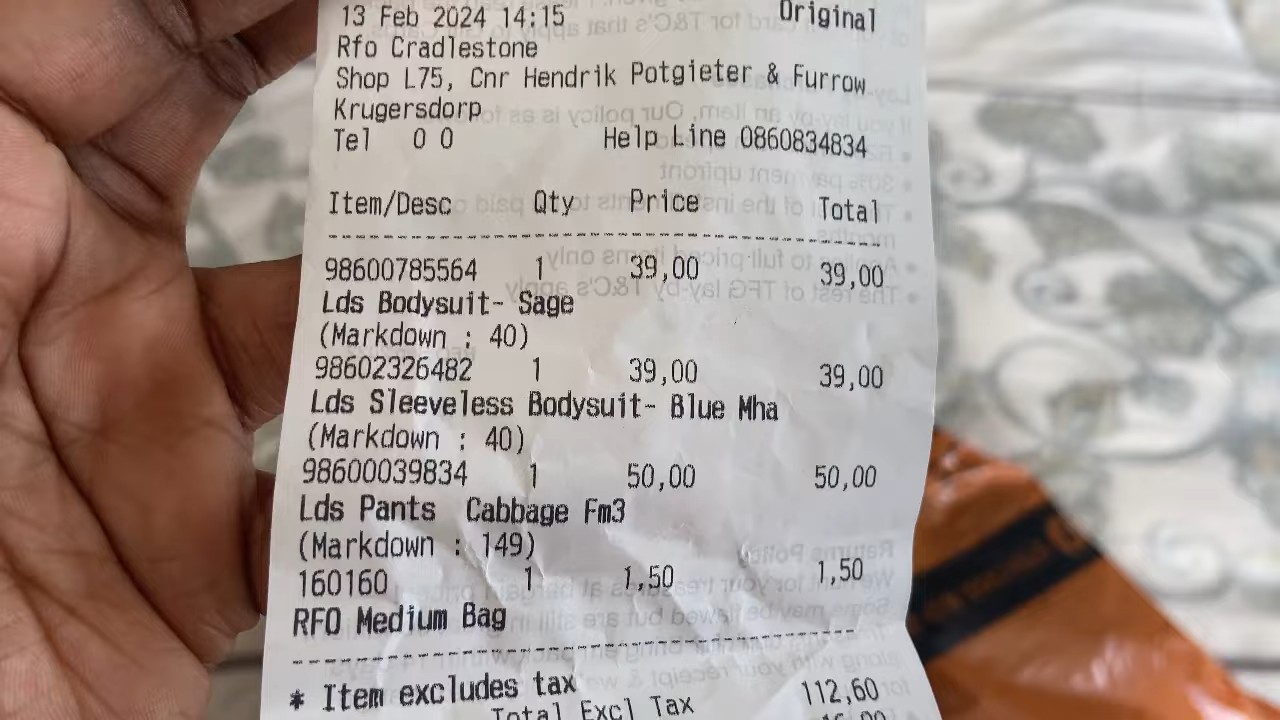 13 Feb 2024 14:15 Original
Rfo Cradlestone
Shop L75, Cnr Hendrik Potgieter & Furrow
Krugersdorp
Tel 0 0 Help Line 0860834834
Item/Desc Qty Price Total
98600785564 1 39,00 39,00
Lds Bodysuit- Sage
(Markdown : 40)
98602326482 1 39,00 39,00
Lds Sleeveless Bodysuit- Blue Mha
(Markdown : 40)
98600039834 1 50,00 50,00
Lds Pants Cabbage Fm3
(Markdown : 149)
160160 1 1,50 1,50
RFO Medium Bag
* Item excludes tax
Total Excl Tax 112,60